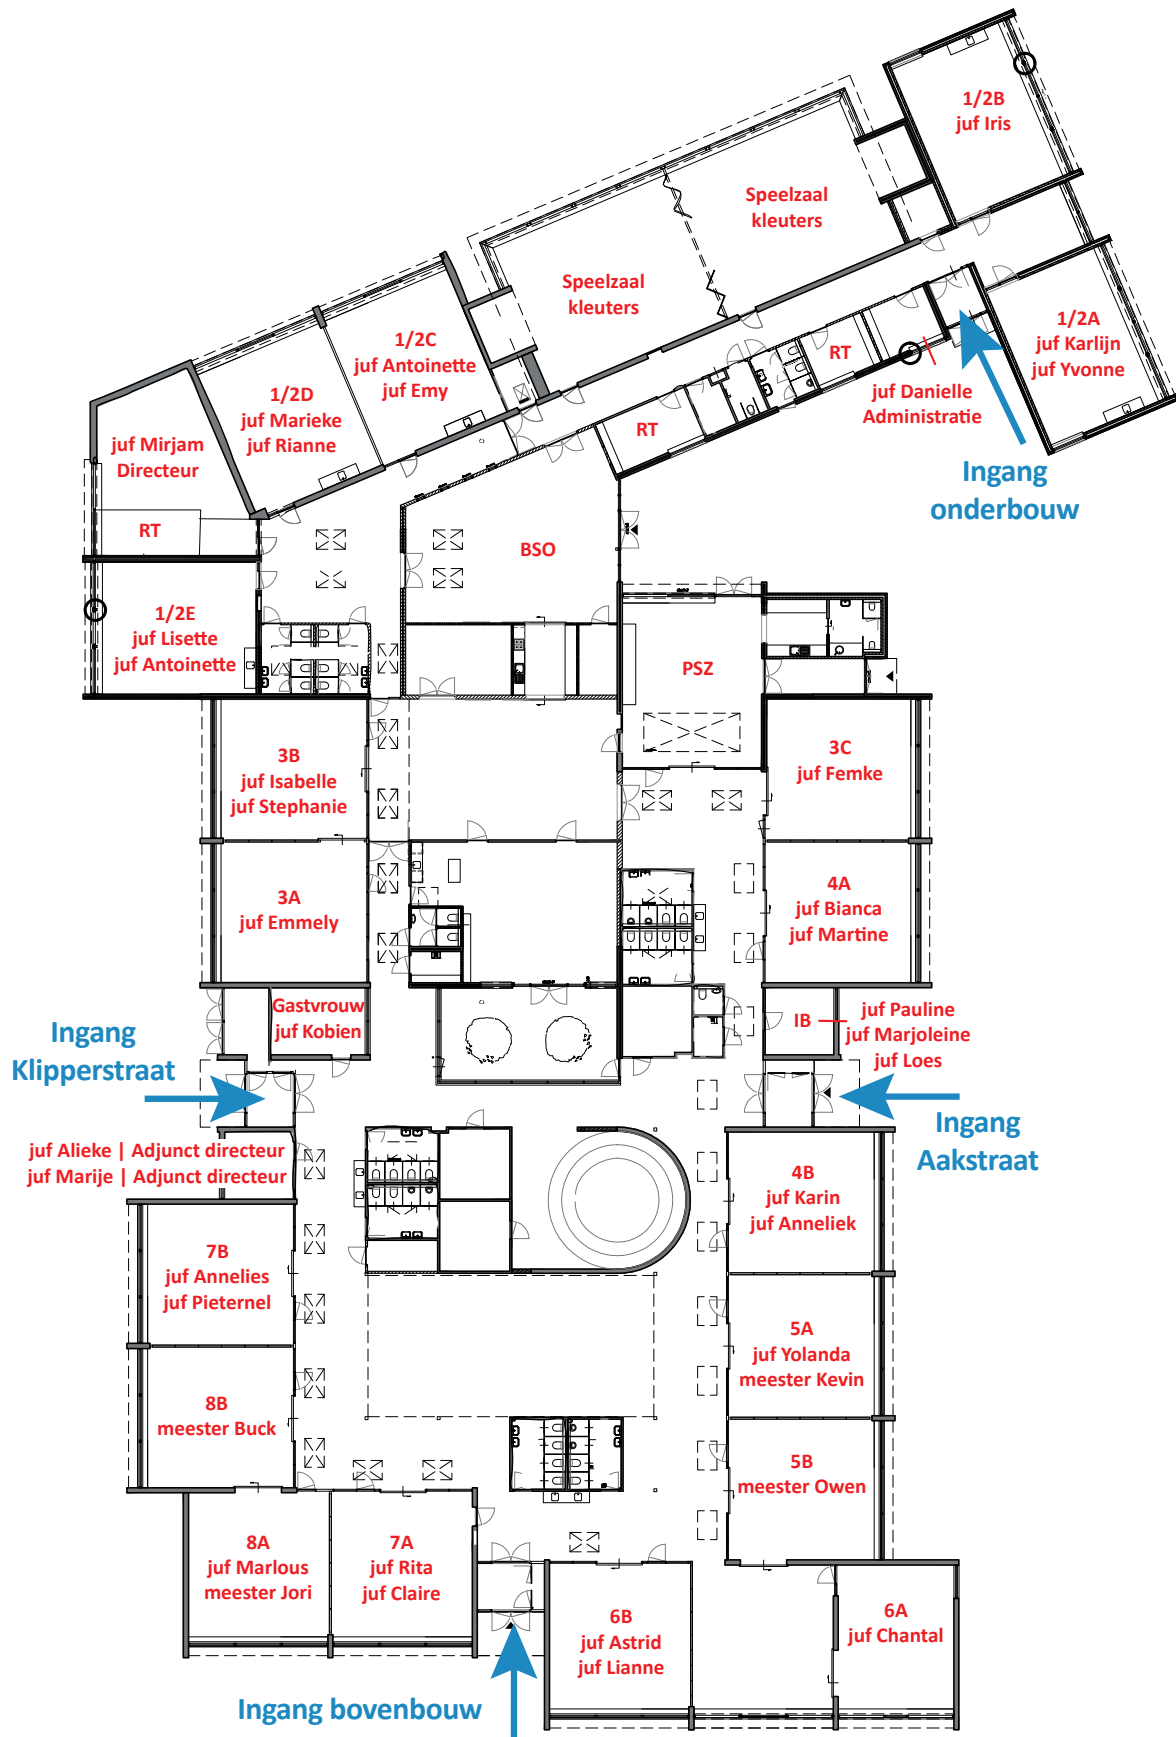 1/2B
juf Iris
Speelzaal
kleuters
Speelzaal
kleuters
1/2A
juf Karlijn
juf Yvonne
1/2C
juf Antoinette
juf Emy
RT
juf Danielle
Administratie
1/2D
juf Marieke
juf Rianne
RT
juf Mirjam
Directeur
Ingang
onderbouw
RT
BSO
1/2E
juf Lisette
juf Antoinette
PSZ
3B
juf Isabelle
juf Stephanie
3C
juf Femke
3A
juf Emmely
4A
juf Bianca
juf Martine
Gastvrouw
juf Kobien
IB
juf Pauline
juf Marjoleine
juf Loes
Ingang
Klipperstraat
Ingang
Aakstraat
juf Alieke | Adjunct directeur
juf Marije | Adjunct directeur
4B
juf Karin
juf Anneliek
7B
juf Annelies
juf Pieternel
5A
juf Yolanda
meester Kevin
8B
meester Buck
5B
meester Owen
8A
juf Marlous
meester Jori
7A
juf Rita
juf Claire
6B
juf Astrid
juf Lianne
6A
juf Chantal
Ingang bovenbouw